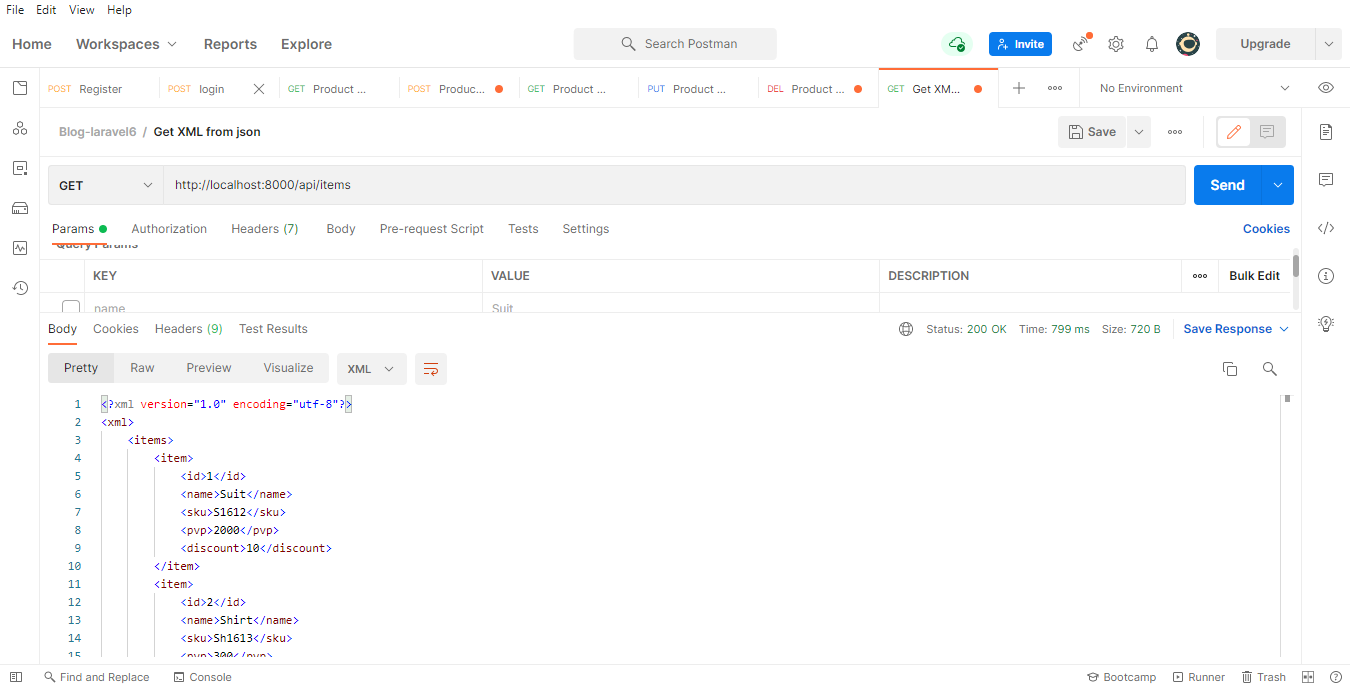 File Edit View Help
Home Workspaces Reports Explore Search Postman Invite Upgrade
POST Register POST login GET Product ... POST Produc... GET Product ... PUT Product ... DEL Product ... GET Get XM... No Environment
Blog-laravel6 / Get XML from json Save
GET http://localhost:8000/api/items Send
Params Authorization Headers (7) Body Pre-request Script Tests Settings Cookies
Query Params
KEY VALUE DESCRIPTION Bulk Edit
name Suit
Body Cookies Headers (9) Test Results Status: 200 OK Time: 799 ms Size: 720 B Save Response
Pretty Raw Preview Visualize XML
1 <?xml version="1.0" encoding="utf-8"?>
2 <xml>
3 <items>
4 <item>
5 <id>1</id>
6 <name>Suit</name>
7 <sku>S1612</sku>
8 <pvp>2000</pvp>
9 <discount>10</discount>
10 </item>
11 <item>
12 <id>2</id>
13 <name>Shirt</name>
14 <sku>Sh1613</sku>
15 <pvp>300</pvp>
Find and Replace Console Bootcamp Runner Trash